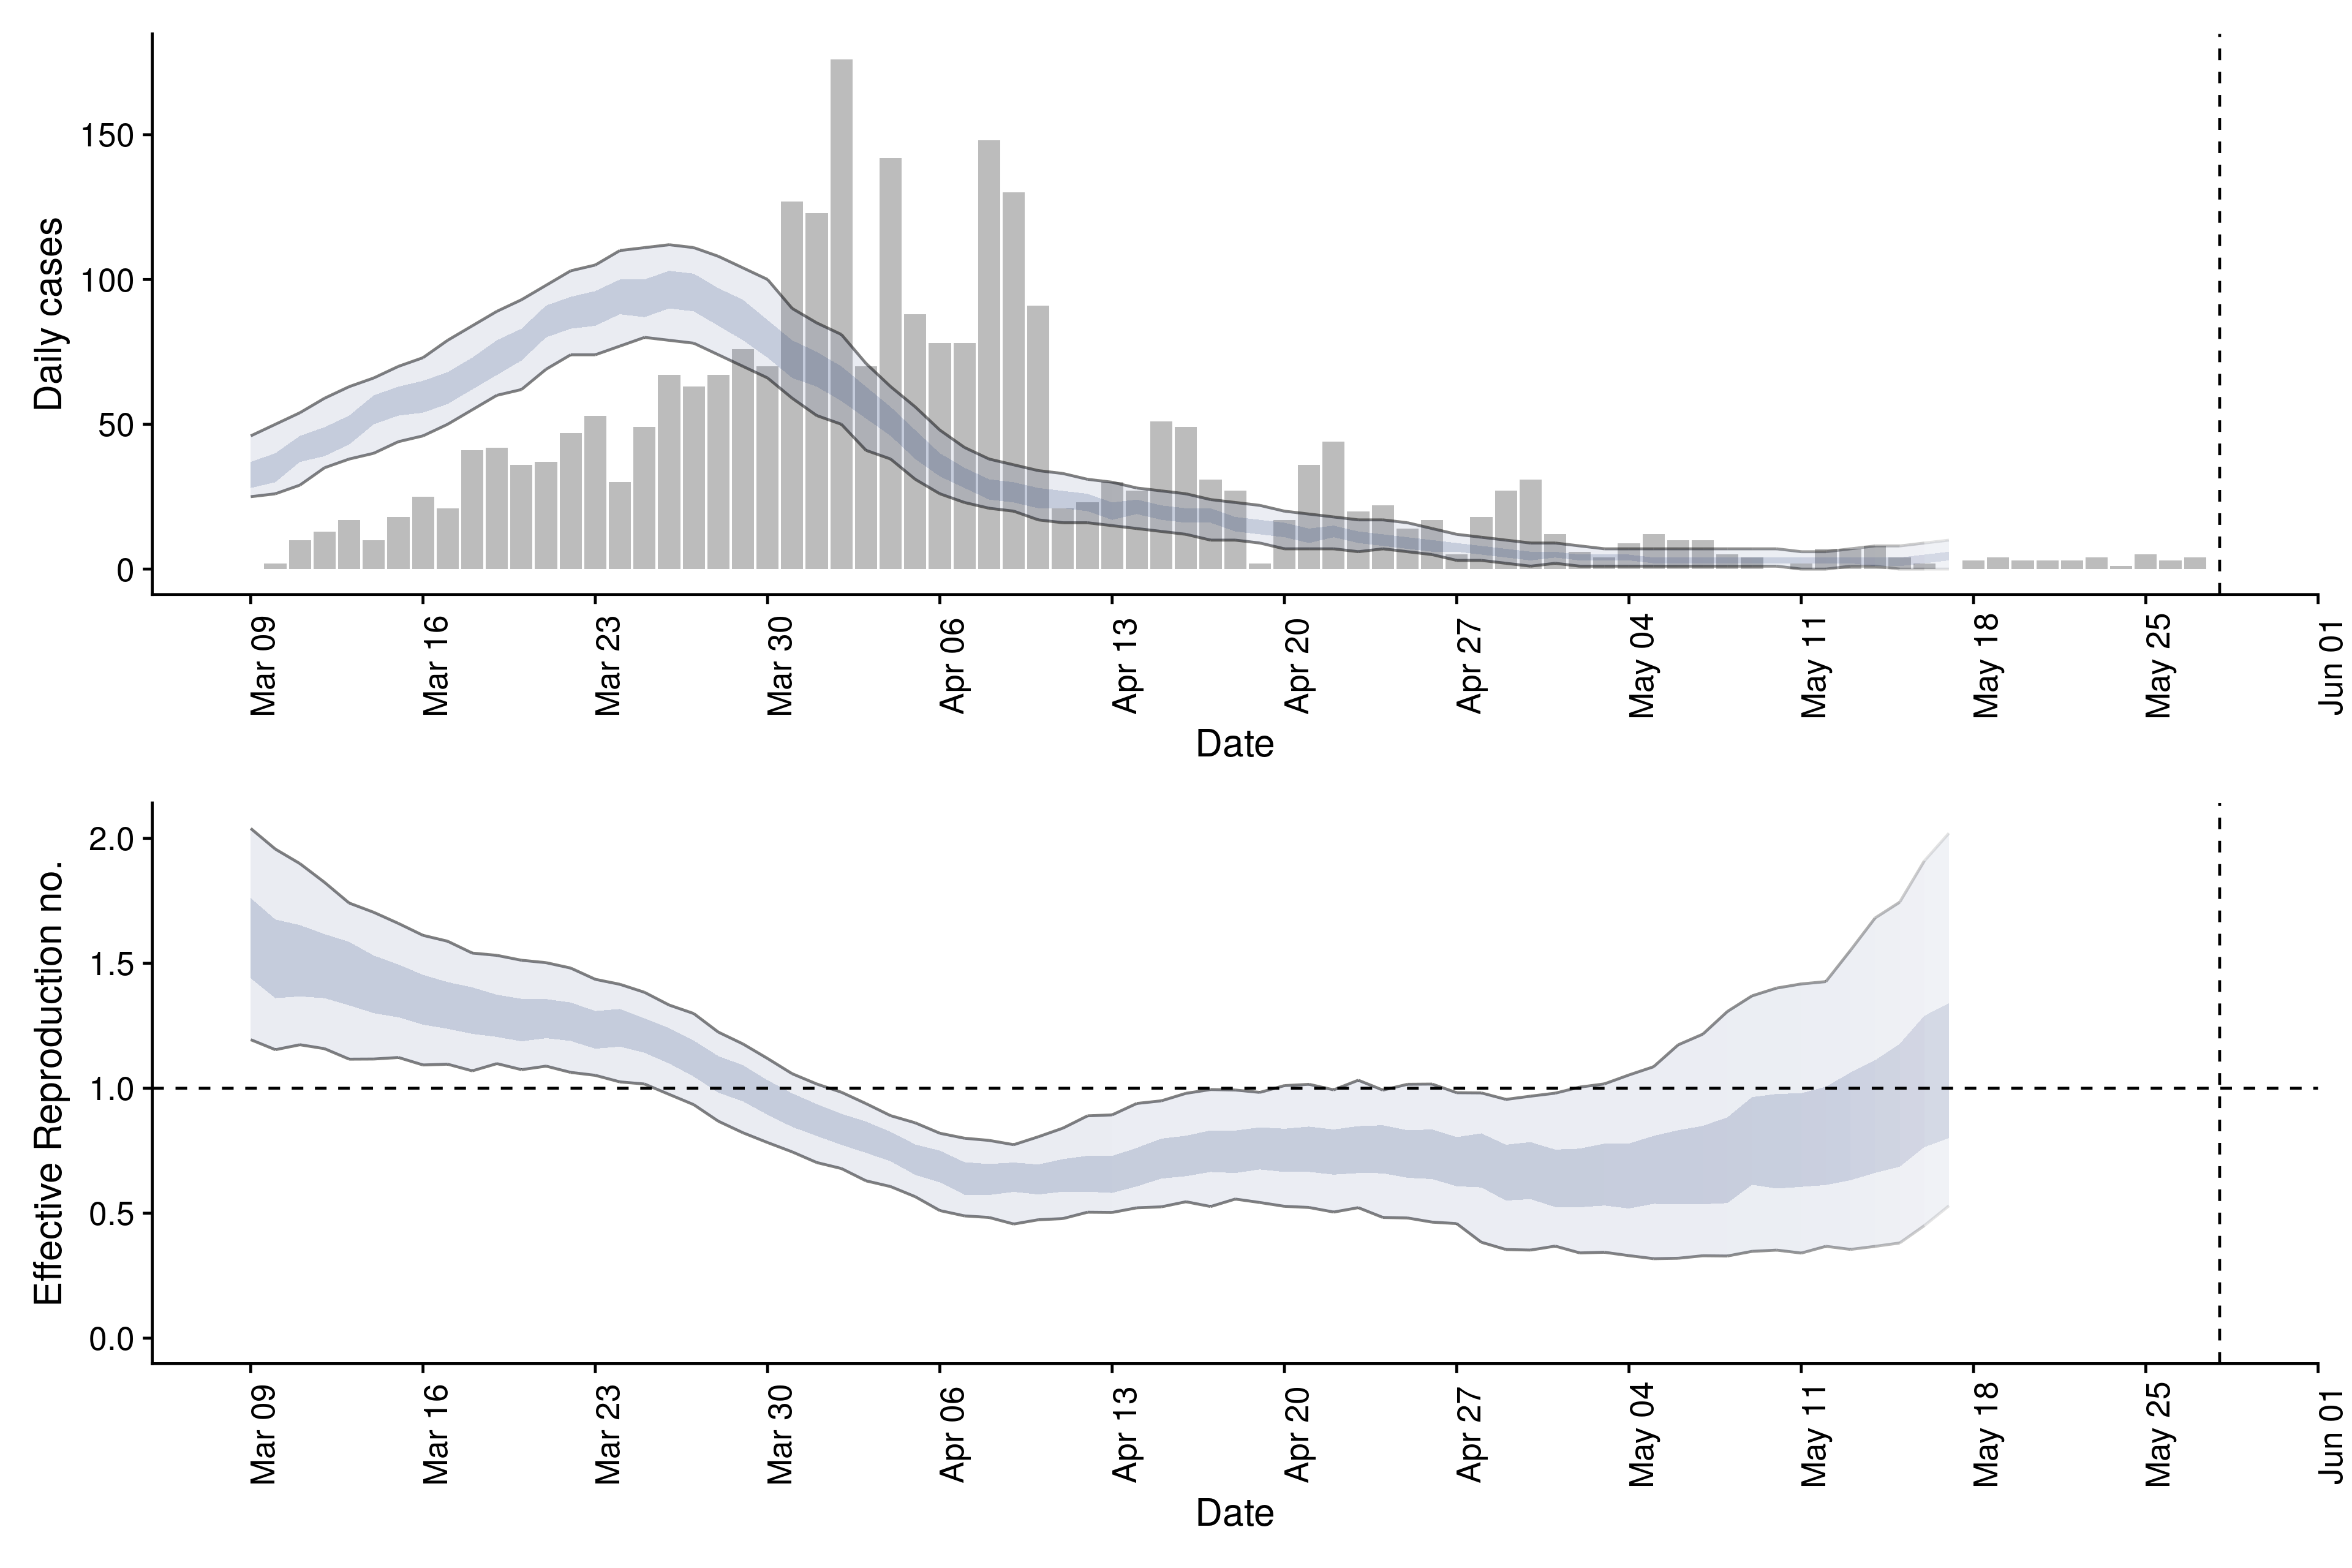 Daily cases
150
100
50
0
Mar 09
Mar 16
Mar 23
Mar 30
Apr 06
Apr 13
Apr 20
Apr 27
May 04
May 11
May 18
May 25
Jun 01
Date
Effective Reproduction no.
2.0
1.5
1.0
0.5
0.0
Mar 09
Mar 16
Mar 23
Mar 30
Apr 06
Apr 13
Apr 20
Apr 27
May 04
May 11
May 18
May 25
Jun 01
Date